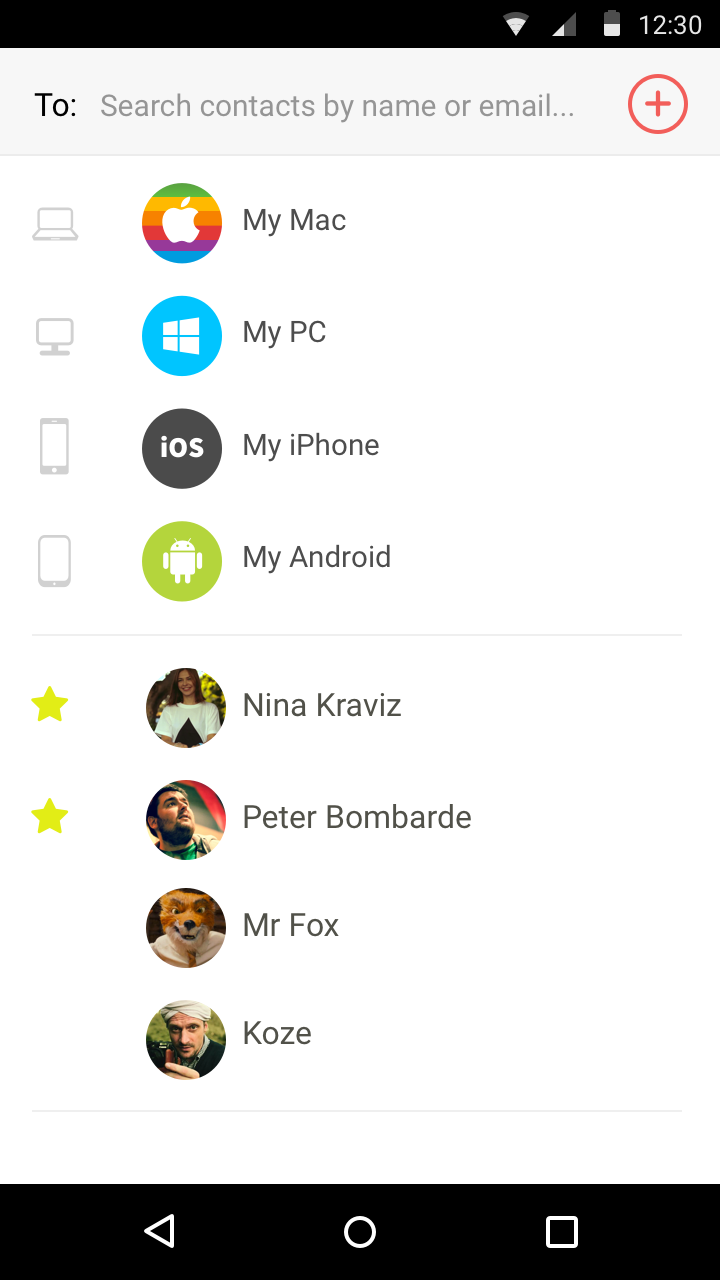 12:30
To: Search contacts by name or email...
My Mac
My PC
iOS My iPhone
My Android
Nina Kraviz
Peter Bombarde
Mr Fox
Koze